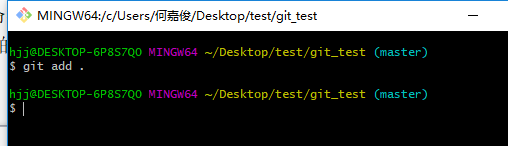 MINGW64:/c/Users/何嘉俊/Desktop/test/git_test
hjj@DESKTOP-6P8S7QO MINGW64 ~/Desktop/test/git_test (master)
$ git add .
hjj@DESKTOP-6P8S7QO MINGW64 ~/Desktop/test/git_test (master)
$